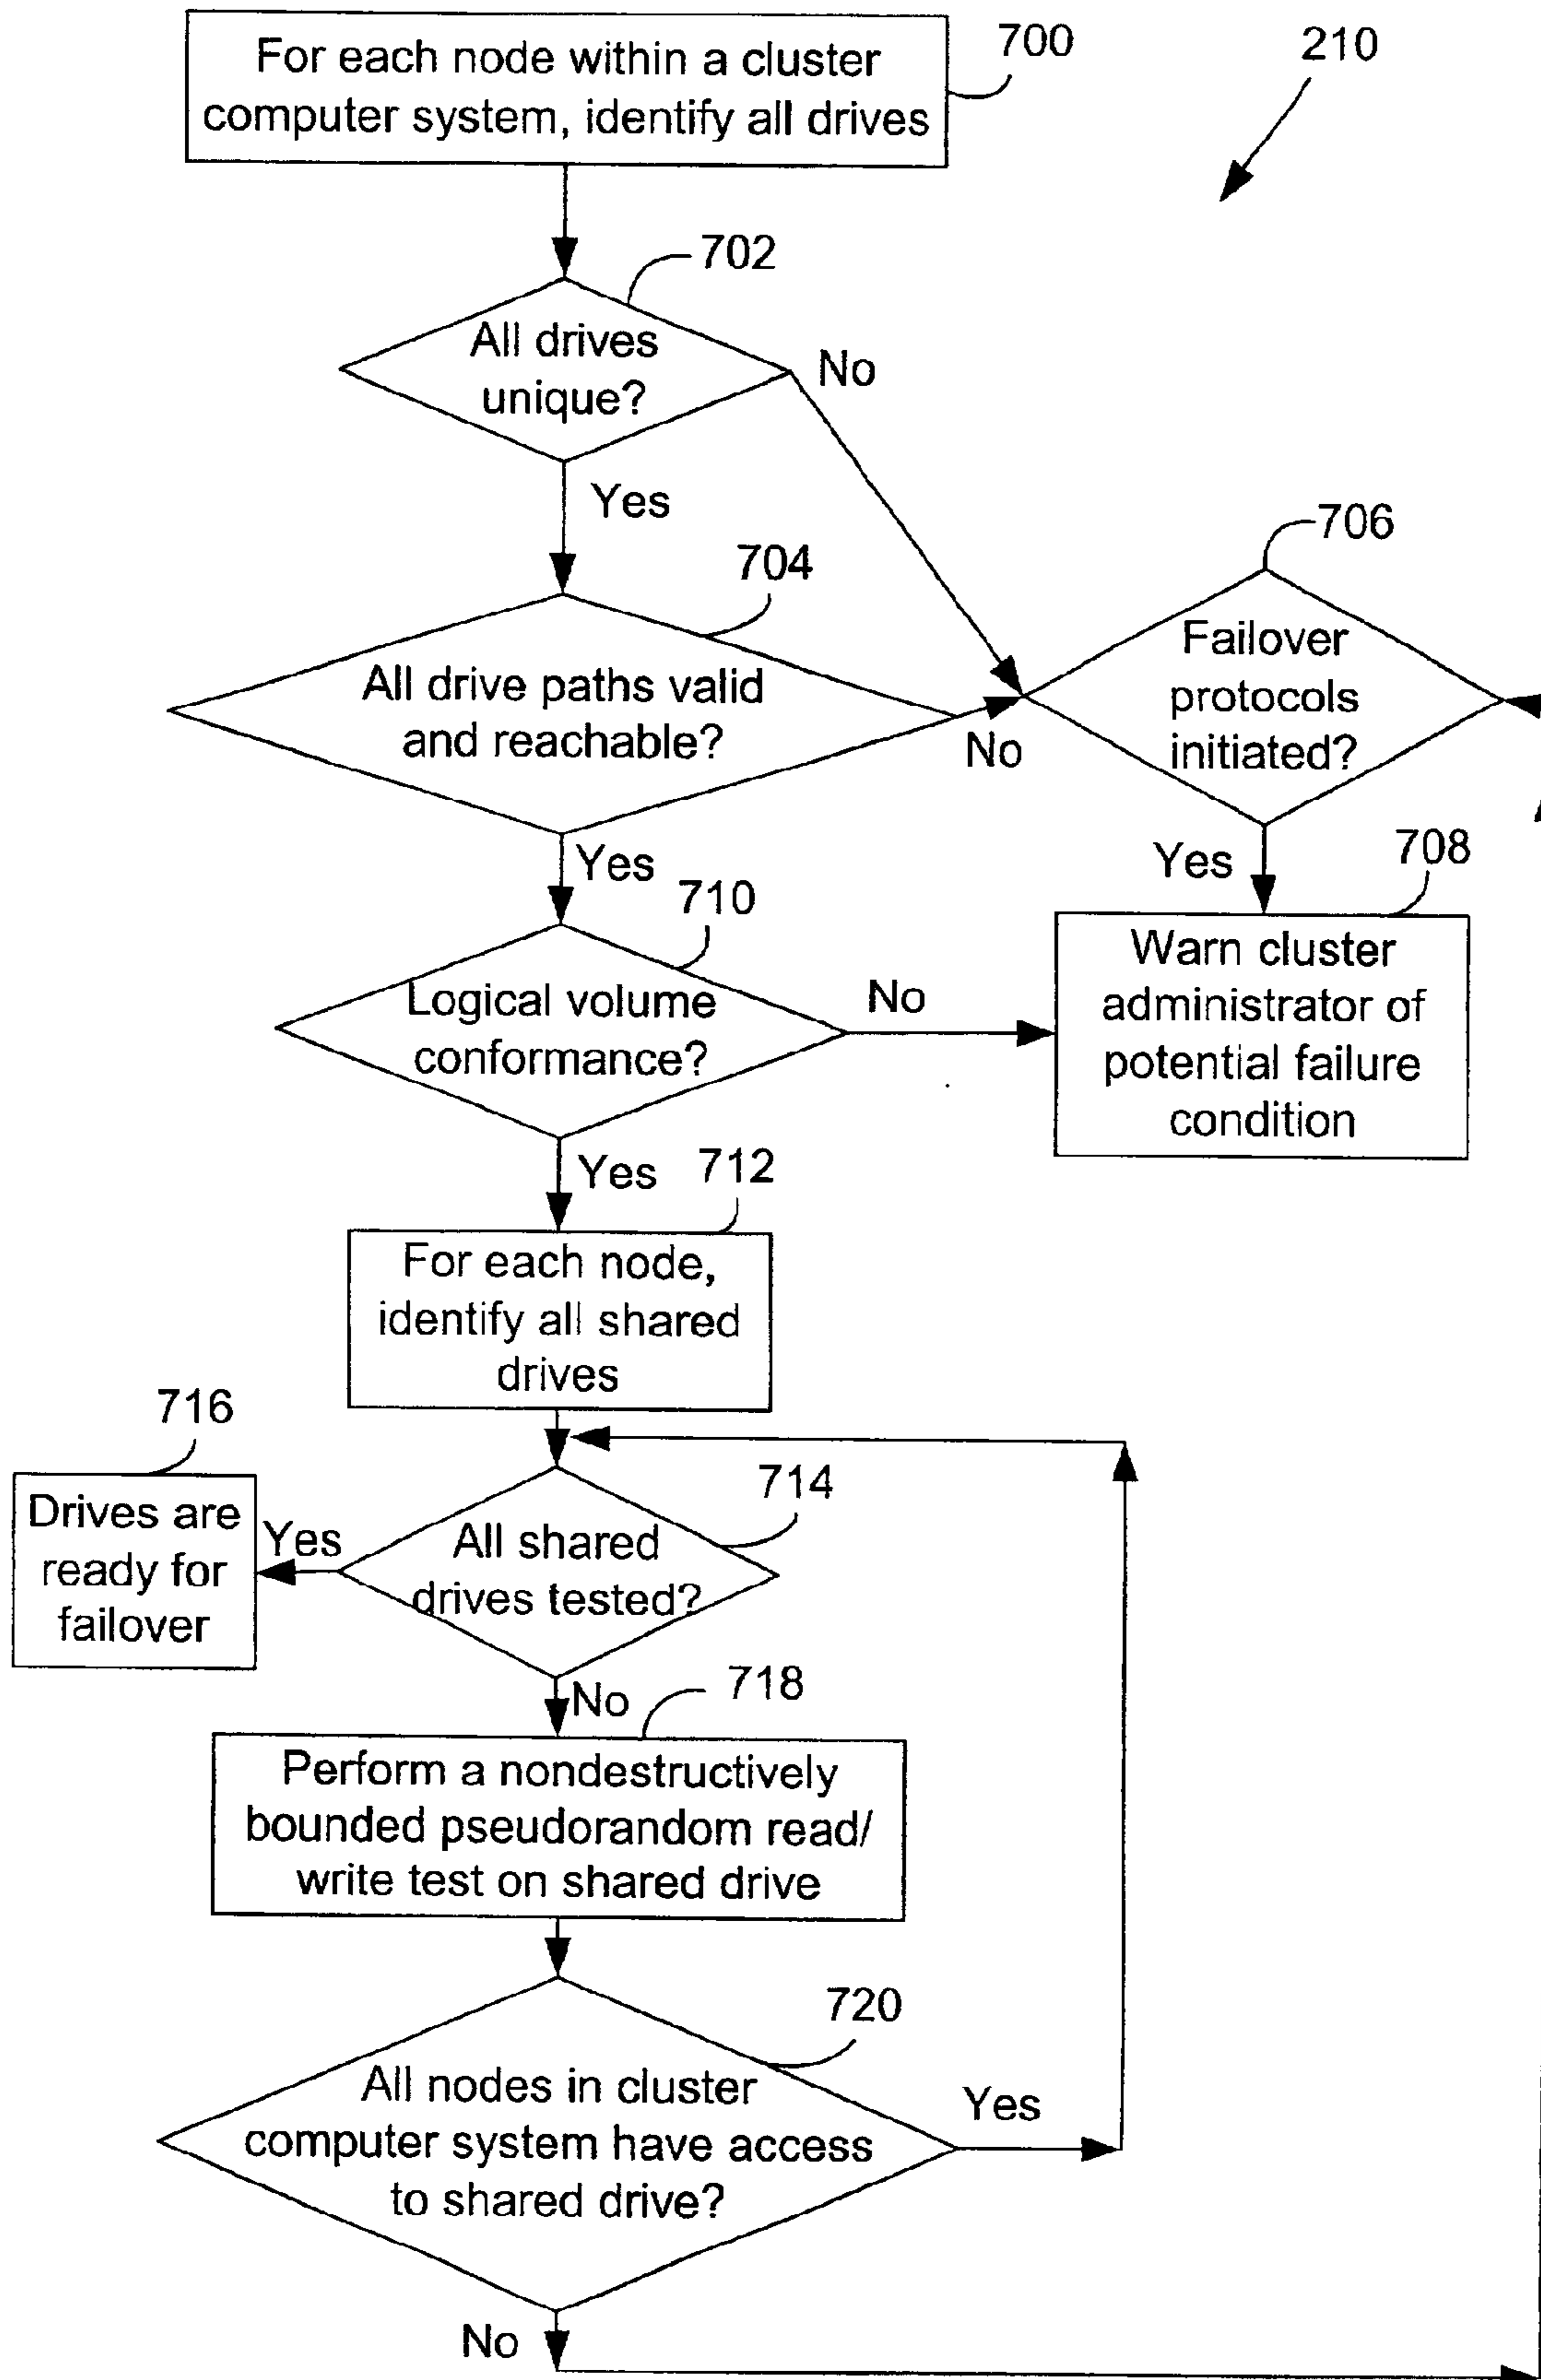 For each node within a cluster
computer system, identify all drives
700
210
702
All drives
unique?
No
Yes
704
All drive paths valid
and reachable?
No
706
Failover
protocols
initiated?
Yes
Yes
708
Warn cluster
administrator of
potential failure
condition
710
Logical volume
conformance?
No
Yes
712
For each node,
identify all shared
drives
716
Drives are
ready for
failover
Yes
714
All shared
drives tested?
No
718
Perform a nondestructively
bounded pseudorandom read/
write test on shared drive
720
All nodes in cluster
computer system have access
to shared drive?
Yes
No